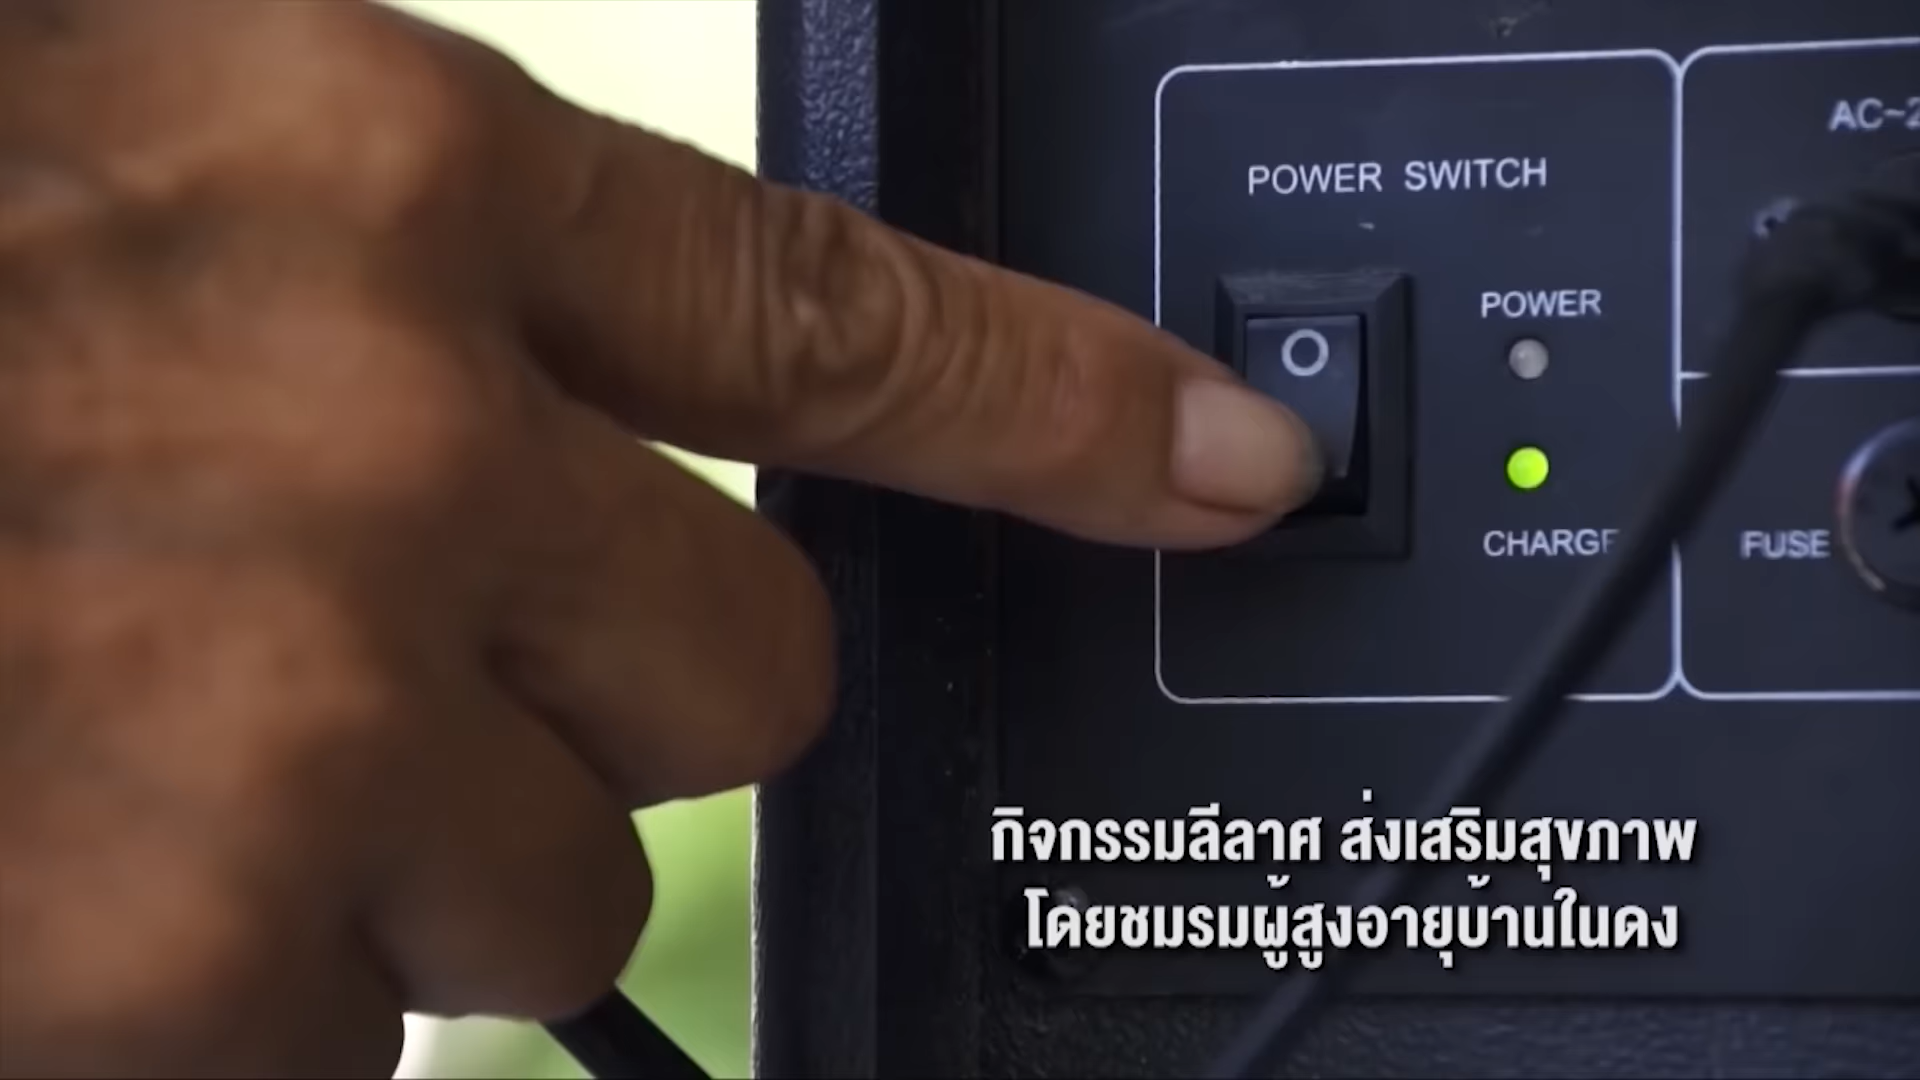 AC~2
POWER SWITCH
POWER
O
CHARGE
FUSE
กิจกรรมลีลาศ ส่งเสริมสุขภาพ
โดยชมรมผู้สูงอายุบ้านในดง